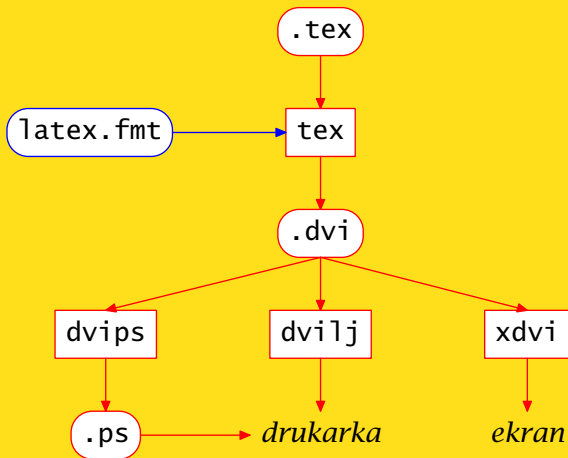 .tex
latex.fmt tex
.dvi
dvips dvilj xdvi
.ps drukarka ekran